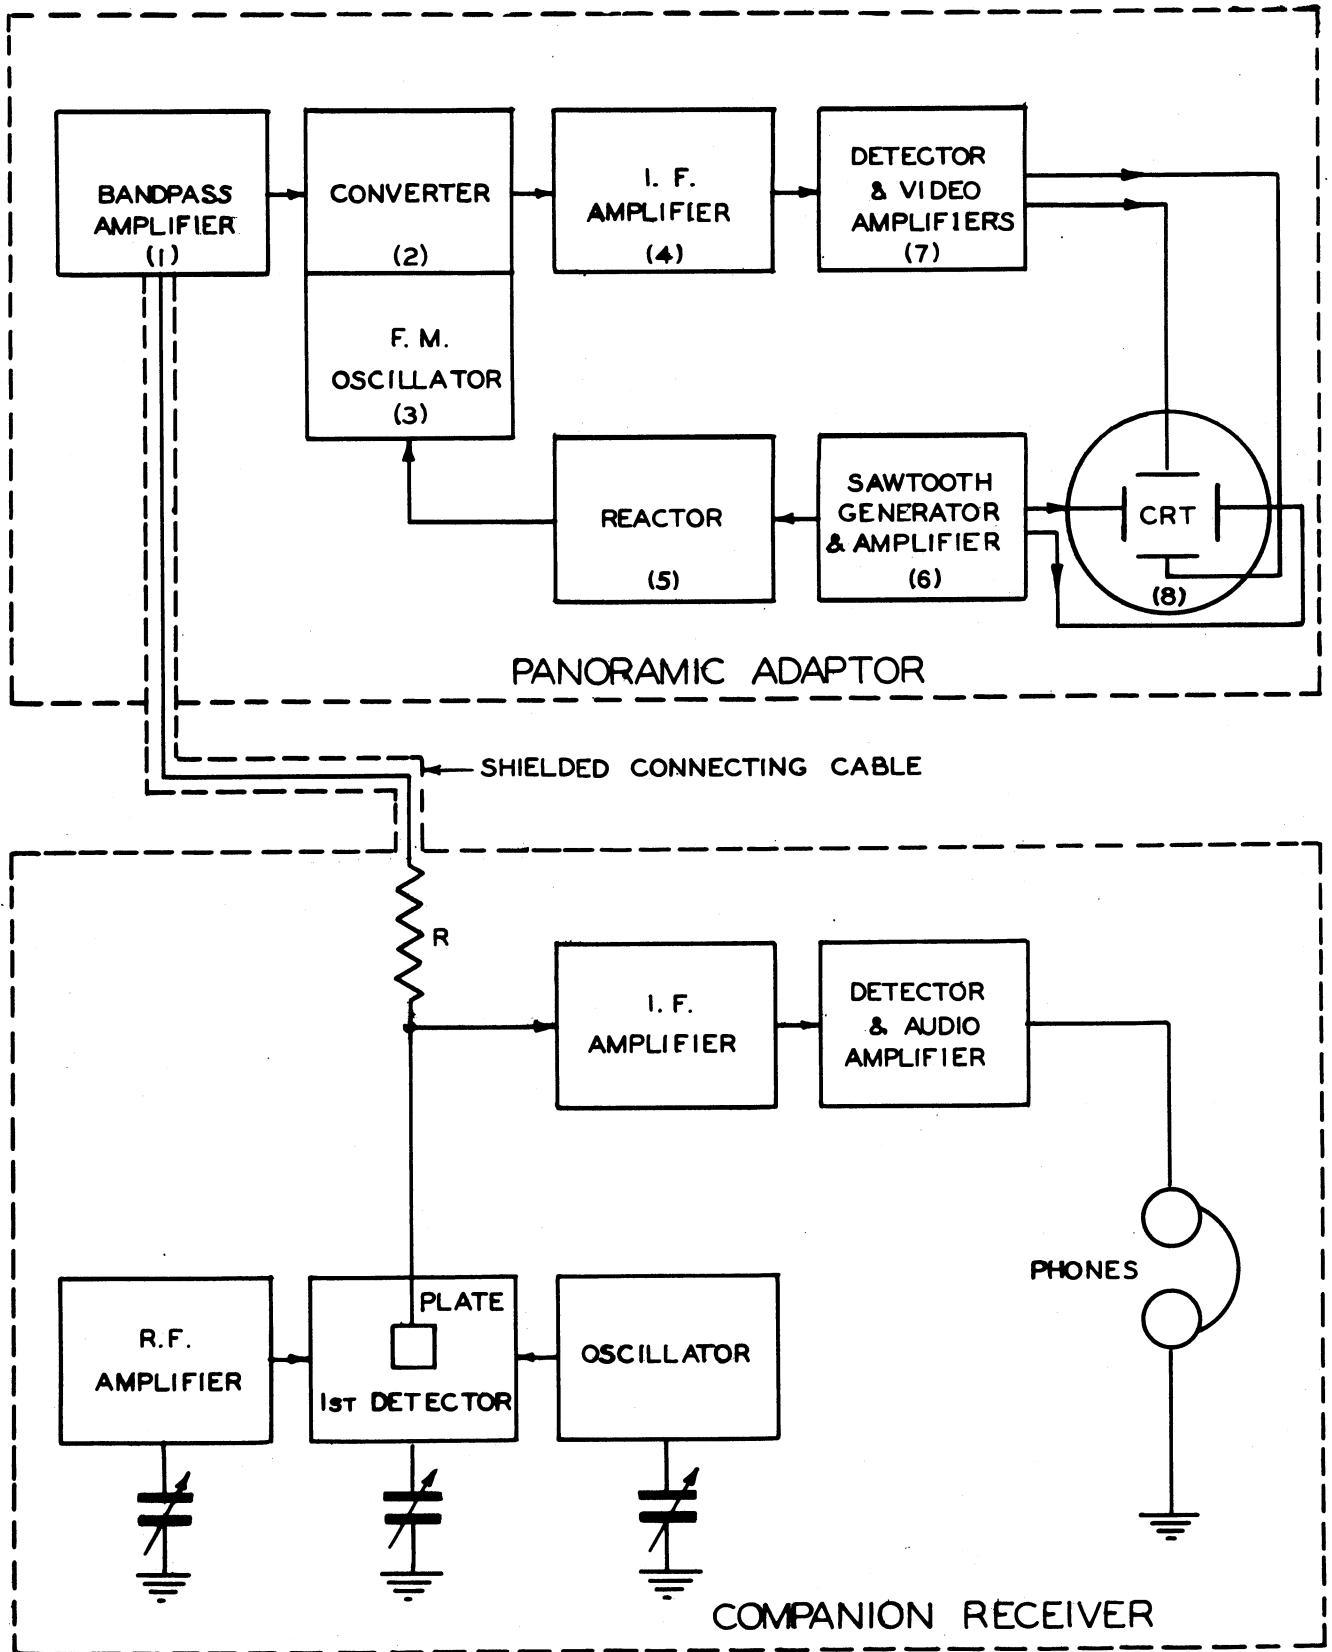 BANDPASS
AMPLIFIER
(1)
CONVERTER
(2)
I. F.
AMPLIFIER
(4)
DETECTOR
& VIDEO
AMPLIFIERS
(7)
F. M.
OSCILLATOR
(3)
REACTOR
(5)
SAWTOOTH
GENERATOR
& AMPLIFIER
(6)
CRT
(8)
PANORAMIC ADAPTOR
SHIELDED CONNECTING CABLE
R
I. F.
AMPLIFIER
DETECTOR
& AUDIO
AMPLIFIER
PHONES
R.F.
AMPLIFIER
PLATE
1ST DETECTOR
OSCILLATOR
COMPANION RECEIVER